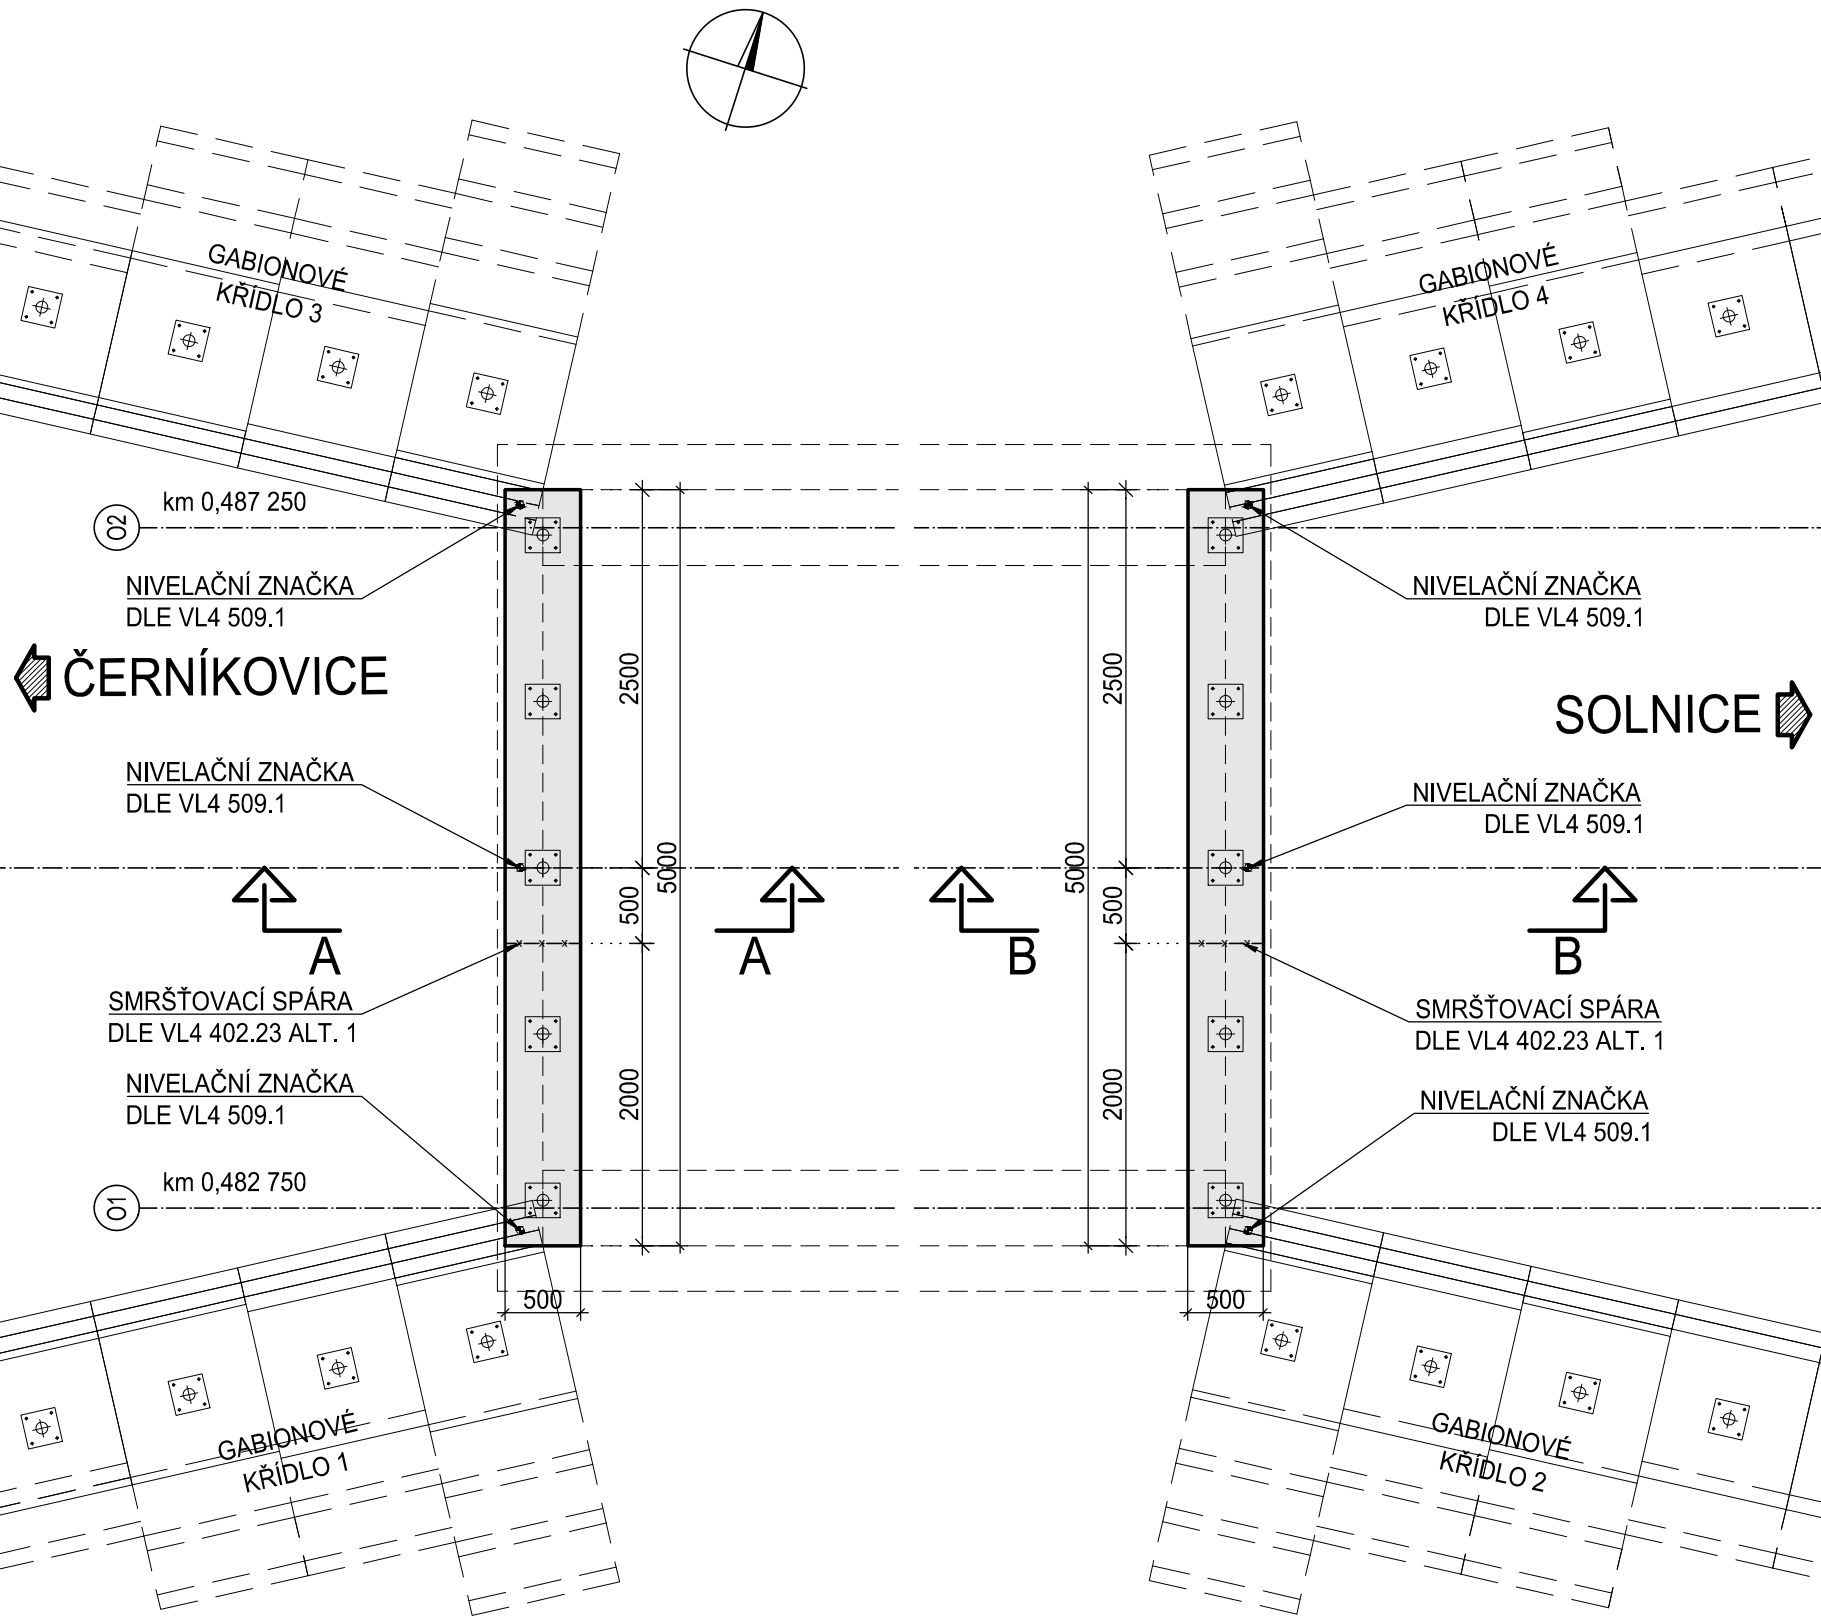 GABIONOVÉ
KŘÍDLO 3
GABIONOVÉ
KŘÍDLO 4
O2
km 0,487 250
NIVELAČNÍ ZNAČKA
DLE VL4 509.1
NIVELAČNÍ ZNAČKA
DLE VL4 509.1
ČERNÍKOVICE
SOLNICE
2500
2500
NIVELAČNÍ ZNAČKA
DLE VL4 509.1
NIVELAČNÍ ZNAČKA
DLE VL4 509.1
5000
5000
500
500
A
A
B
B
SMRŠŤOVACÍ SPÁRA
DLE VL4 402.23 ALT. 1
SMRŠŤOVACÍ SPÁRA
DLE VL4 402.23 ALT. 1
NIVELAČNÍ ZNAČKA
DLE VL4 509.1
NIVELAČNÍ ZNAČKA
DLE VL4 509.1
2000
2000
O1
km 0,482 750
500
500
GABIONOVÉ
KŘÍDLO 1
GABIONOVÉ
KŘÍDLO 2